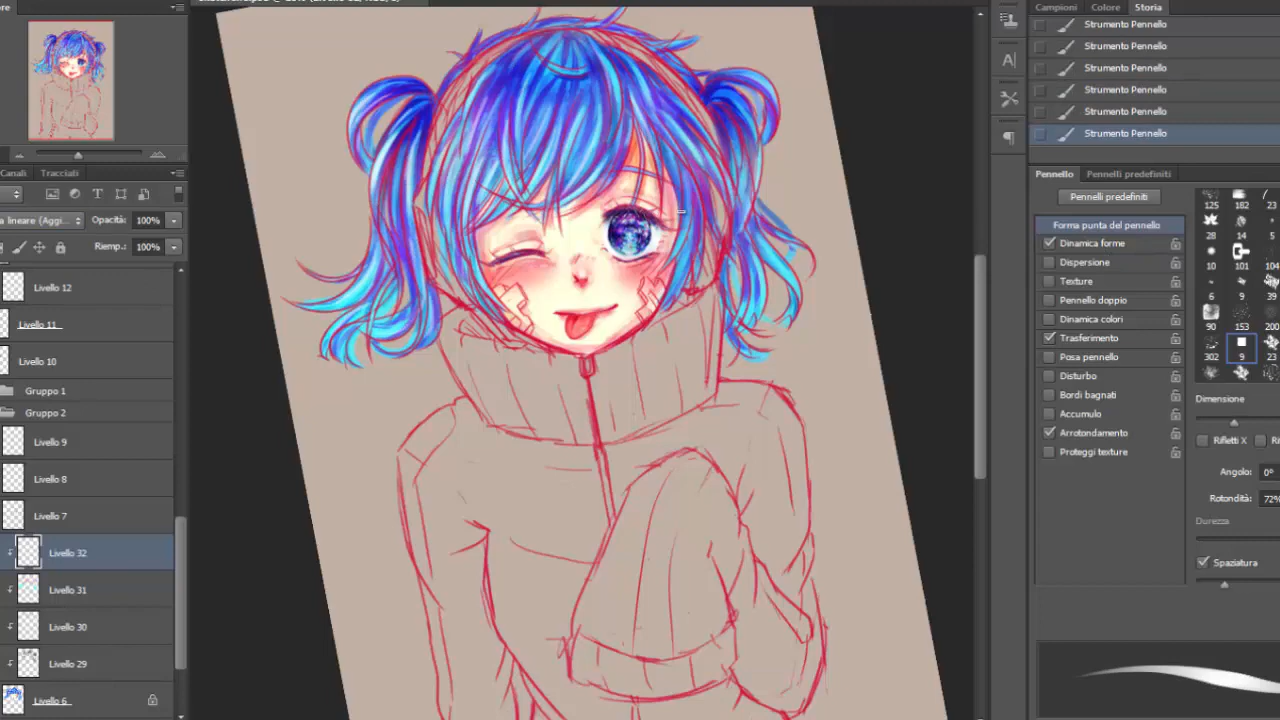 Campioni Colore Storia
Strumento Pennello
Strumento Pennello
Strumento Pennello
Strumento Pennello
Strumento Pennello
Strumento Pennello
Canali Tracciati
a lineare (Aggi... Opacità: 100%
Riemp.: 100%
Livello 12
Livello 11
Livello 10
Gruppo 1
Gruppo 2
Livello 9
Livello 8
Livello 7
Livello 32
Livello 31
Livello 30
Livello 29
Livello 6
Pennello Pennelli predefiniti
Pennelli predefiniti
Forma punta del pennello
Dinamica forme
Dispersione
Texture
Pennello doppio
Dinamica colori
Trasferimento
Posa pennello
Disturbo
Bordi bagnati
Accumulo
Arrotondamento
Proteggi texture
182 23
28 14 5
10 101 104
6 9 39
90 153 200
302 9 23
Dimensione
Rifletti X Ri
Angolo: 0°
Rotondità: 72%
Durezza
Spaziatura